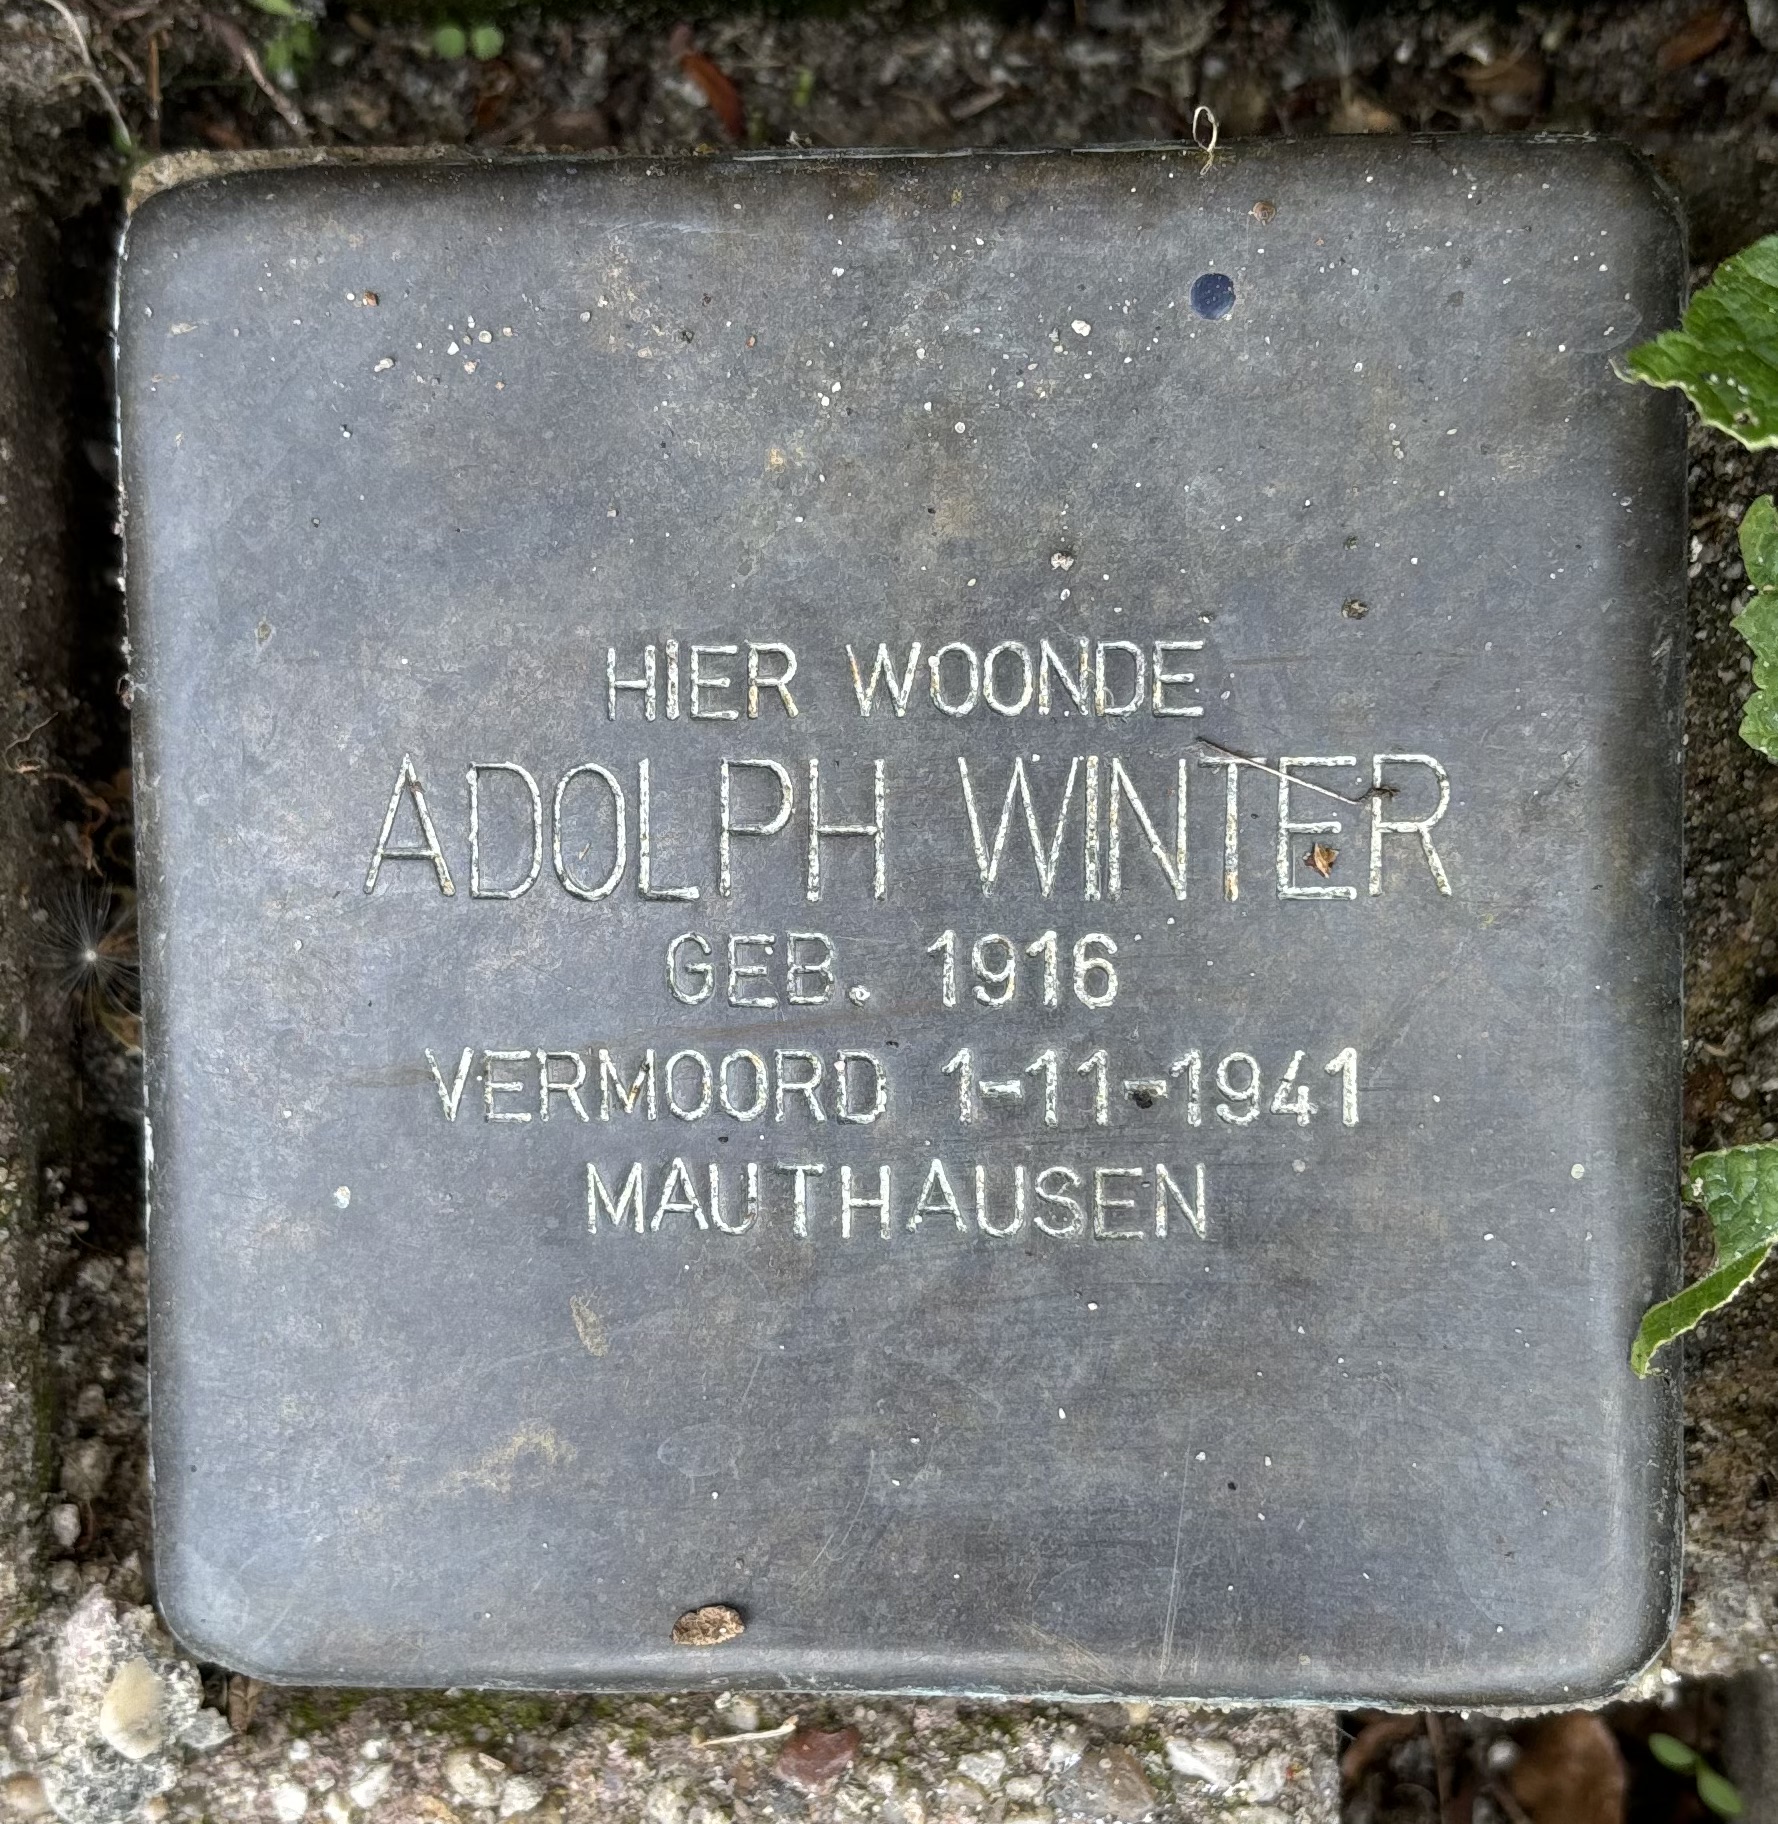 HIER WOONDE
ADOLPH WINTER
GEB. 1916
VERMOORD 1-11-1941
MAUTHAUSEN